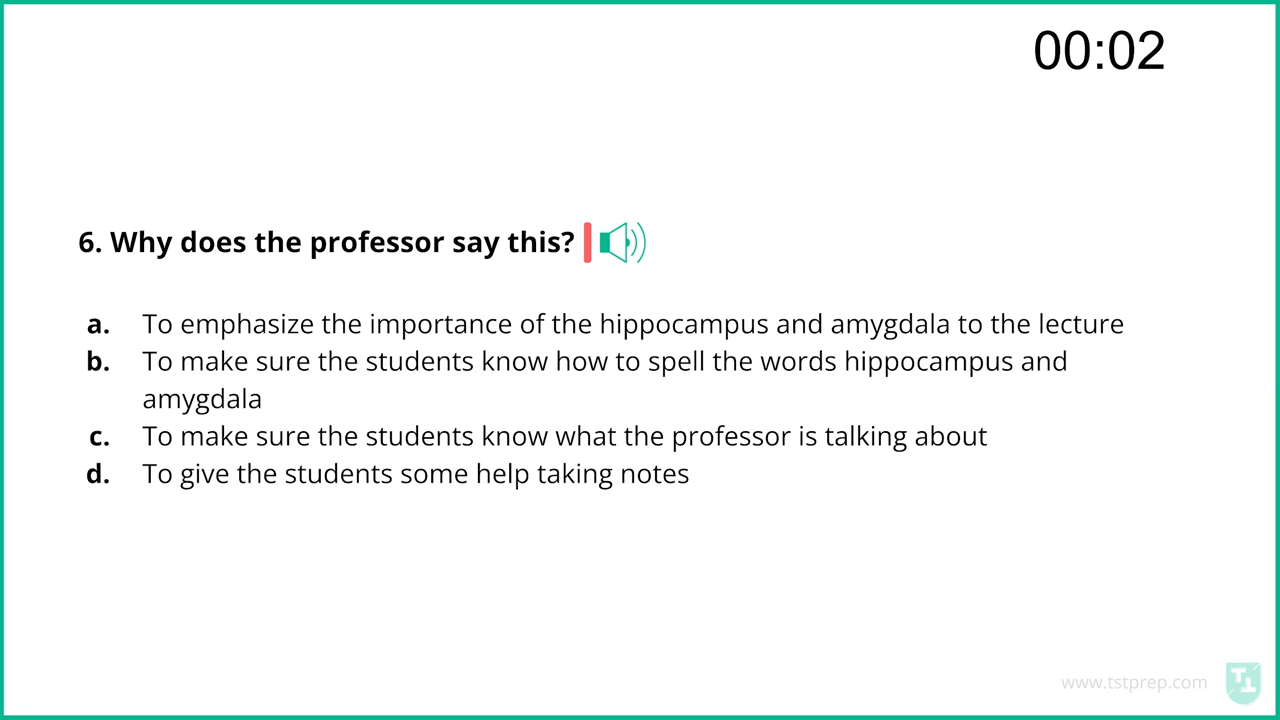 00:02
6. Why does the professor say this?
a. To emphasize the importance of the hippocampus and amygdala to the lecture
b. To make sure the students know how to spell the words hippocampus and
amygdala
c. To make sure the students know what the professor is talking about
d. To give the students some help taking notes
www.tstprep.com